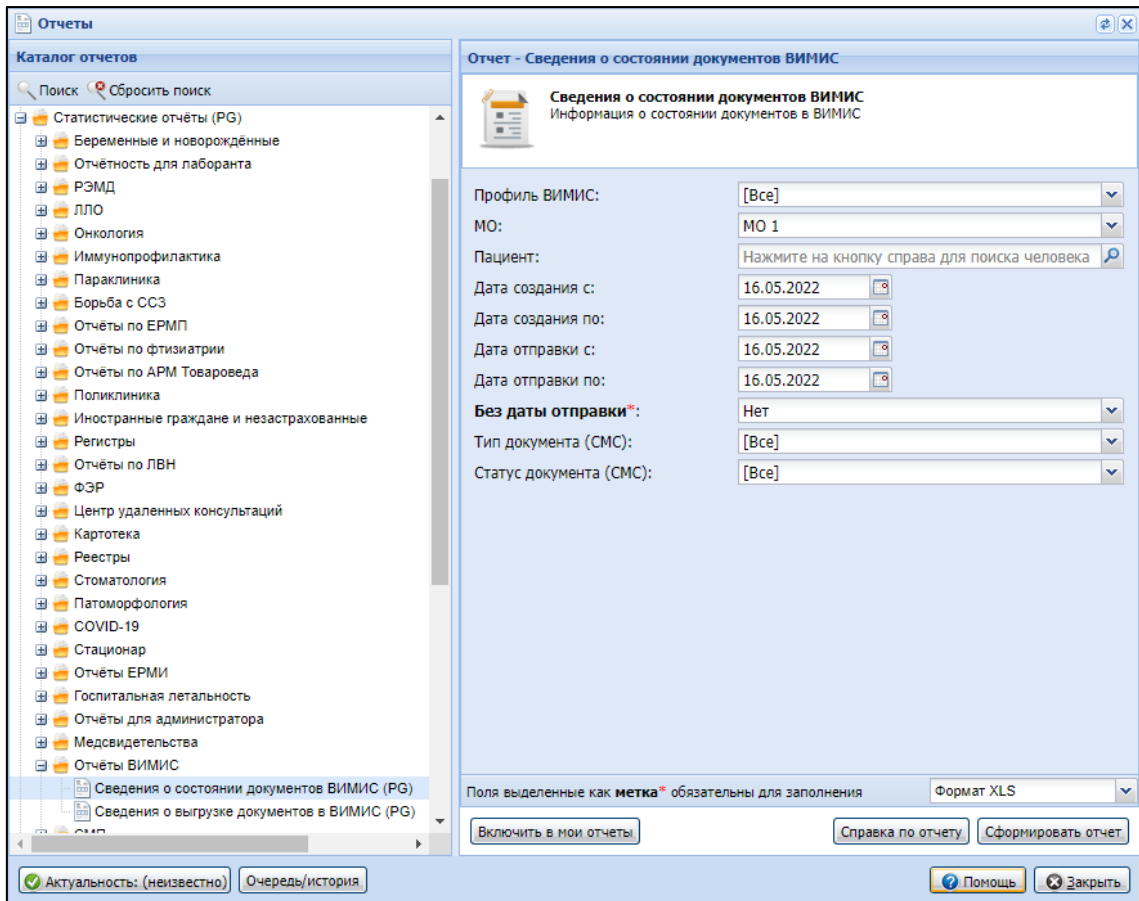 Отчеты
Каталог отчетов
Поиск Сбросить поиск
Статистические отчёты (PG)
Беременные и новорождённые
Отчётность для лаборанта
РЭМД
ЛЛО
Онкология
Иммунопрофилактика
Параклиника
Борьба с ССЗ
Отчёты по ЕРМП
Отчёты по фтизиатрии
Отчёты по АРМ Товароведа
Поликлиника
Иностранные граждане и незастрахованные
Регистры
Отчёты по ЛВН
ФЭР
Центр удаленных консультаций
Картотека
Реестры
Стоматология
Патоморфология
COVID-19
Стационар
Отчёты ЕРМИ
Госпитальная летальность
Отчёты для администратора
Медсвидетельства
Отчёты ВИМИС
Сведения о состоянии документов ВИМИС (PG)
Сведения о выгрузке документов в ВИМИС (PG)
Отчет - Сведения о состоянии документов ВИМИС
Сведения о состоянии документов ВИМИС
Информация о состоянии документов в ВИМИС
Профиль ВИМИС: [Все]
МО: МО 1
Пациент: Нажмите на кнопку справа для поиска человека
Дата создания с: 16.05.2022
Дата создания по: 16.05.2022
Дата отправки с: 16.05.2022
Дата отправки по: 16.05.2022
Без даты отправки*: Нет
Тип документа (СМС): [Все]
Статус документа (СМС): [Все]
Поля выделенные как метка* обязательны для заполнения Формат XLS
Включить в мои отчеты Справка по отчету Сформировать отчет
Актуальность: (неизвестно) Очередь/история Помощь Закрыть